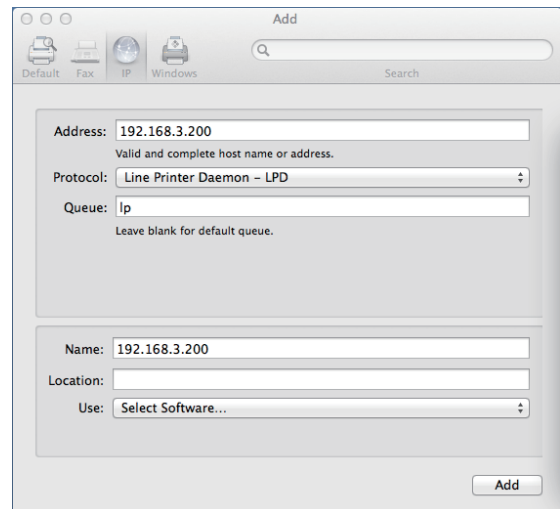 Add
Default Fax IP Windows
Search
Address: 192.168.3.200
Valid and complete host name or address.
Protocol: Line Printer Daemon – LPD
Queue: lp
Leave blank for default queue.
Name: 192.168.3.200
Location:
Use: Select Software...
Add